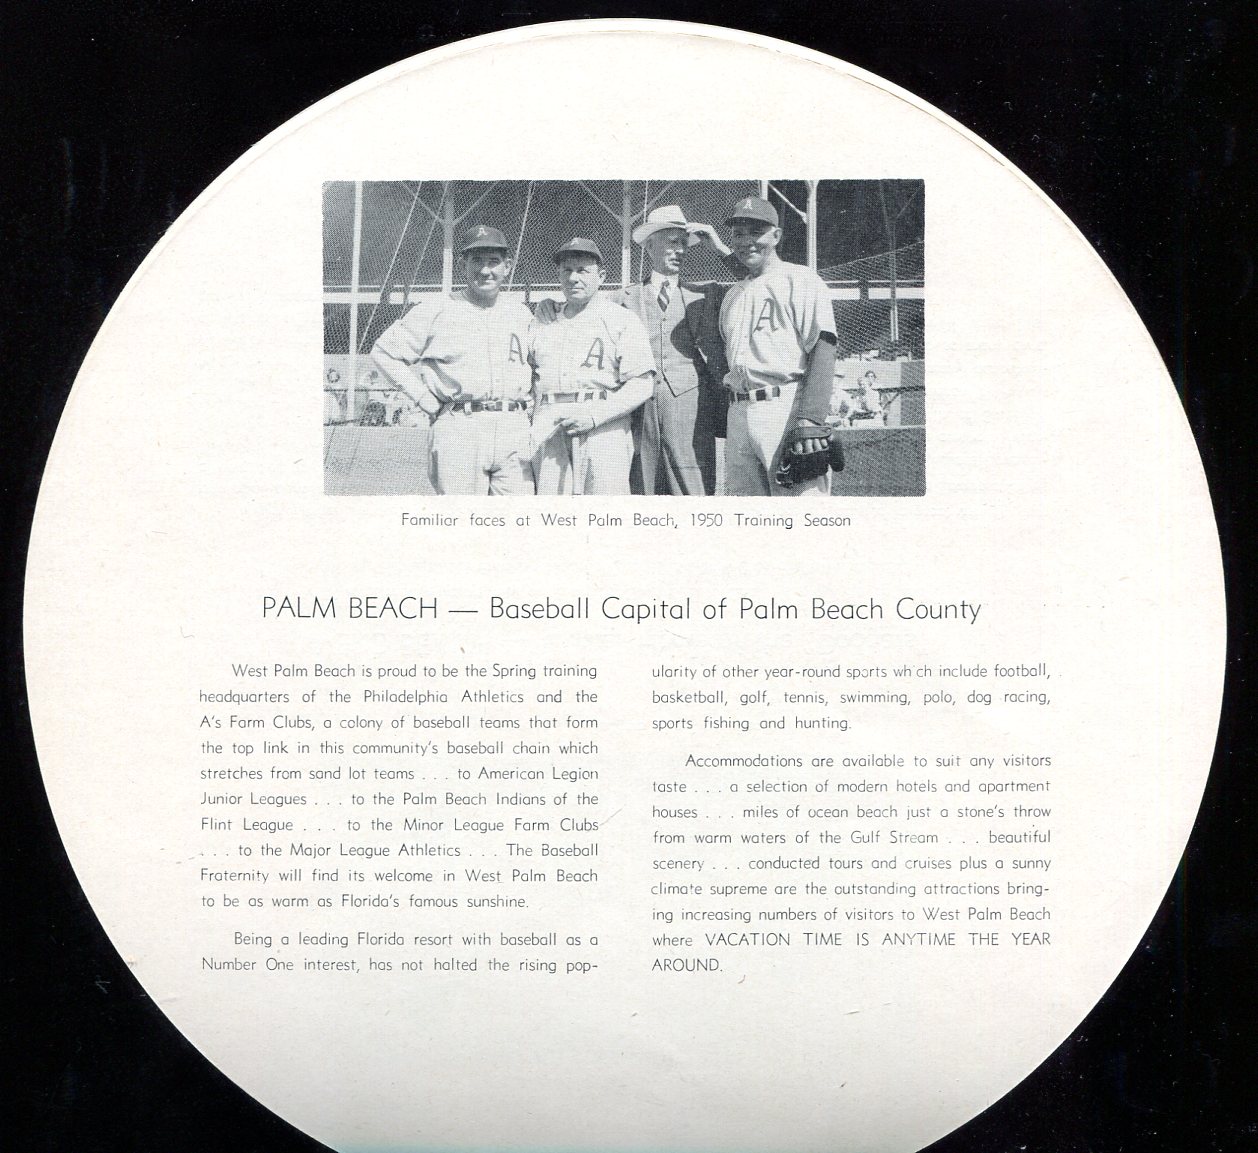 A
A
A
A
A
A
Familiar faces at West Palm Beach, 1950 Training Season
PALM BEACH — Baseball Capital of Palm Beach County
West Palm Beach is proud to be the Spring training
headquarters of the Philadelphia Athletics and the
A's Farm Clubs, a colony of baseball teams that form
the top link in this community's baseball chain which
stretches from sand lot teams . . . to American Legion
Junior Leagues . . . to the Palm Beach Indians of the
Flint League . . . to the Minor League Farm Clubs
. . . to the Major League Athletics . . . The Baseball
Fraternity will find its welcome in West Palm Beach
to be as warm as Florida's famous sunshine.
Being a leading Florida resort with baseball as a
Number One interest, has not halted the rising pop-
ularity of other year-round sports which include football,
basketball, golf, tennis, swimming, polo, dog racing,
sports fishing and hunting.
Accommodations are available to suit any visitors
taste . . . a selection of modern hotels and apartment
houses . . . miles of ocean beach just a stone's throw
from warm waters of the Gulf Stream . . . beautiful
scenery . . . conducted tours and cruises plus a sunny
climate supreme are the outstanding attractions bring-
ing increasing numbers of visitors to West Palm Beach
where VACATION TIME IS ANYTIME THE YEAR
AROUND.